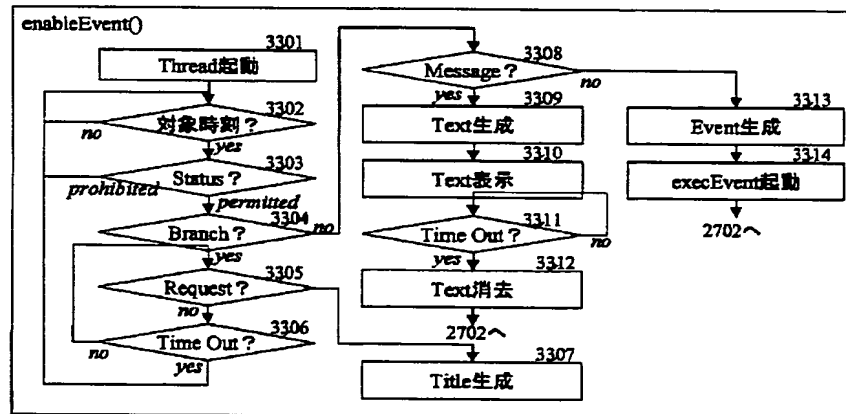 enableEvent()
3301
Thread起動
3302
対象時刻？
no
yes
3303
Status？
prohibited
permitted
3304
Branch？
no
yes
3305
Request？
no
3306
Time Out？
no
yes
3308
Message？
no
yes
3309
Text生成
3310
Text表示
3311
Time Out？
no
yes
3312
Text消去
2702へ
3307
Title生成
3313
Event生成
3314
execEvent起動
2702へ